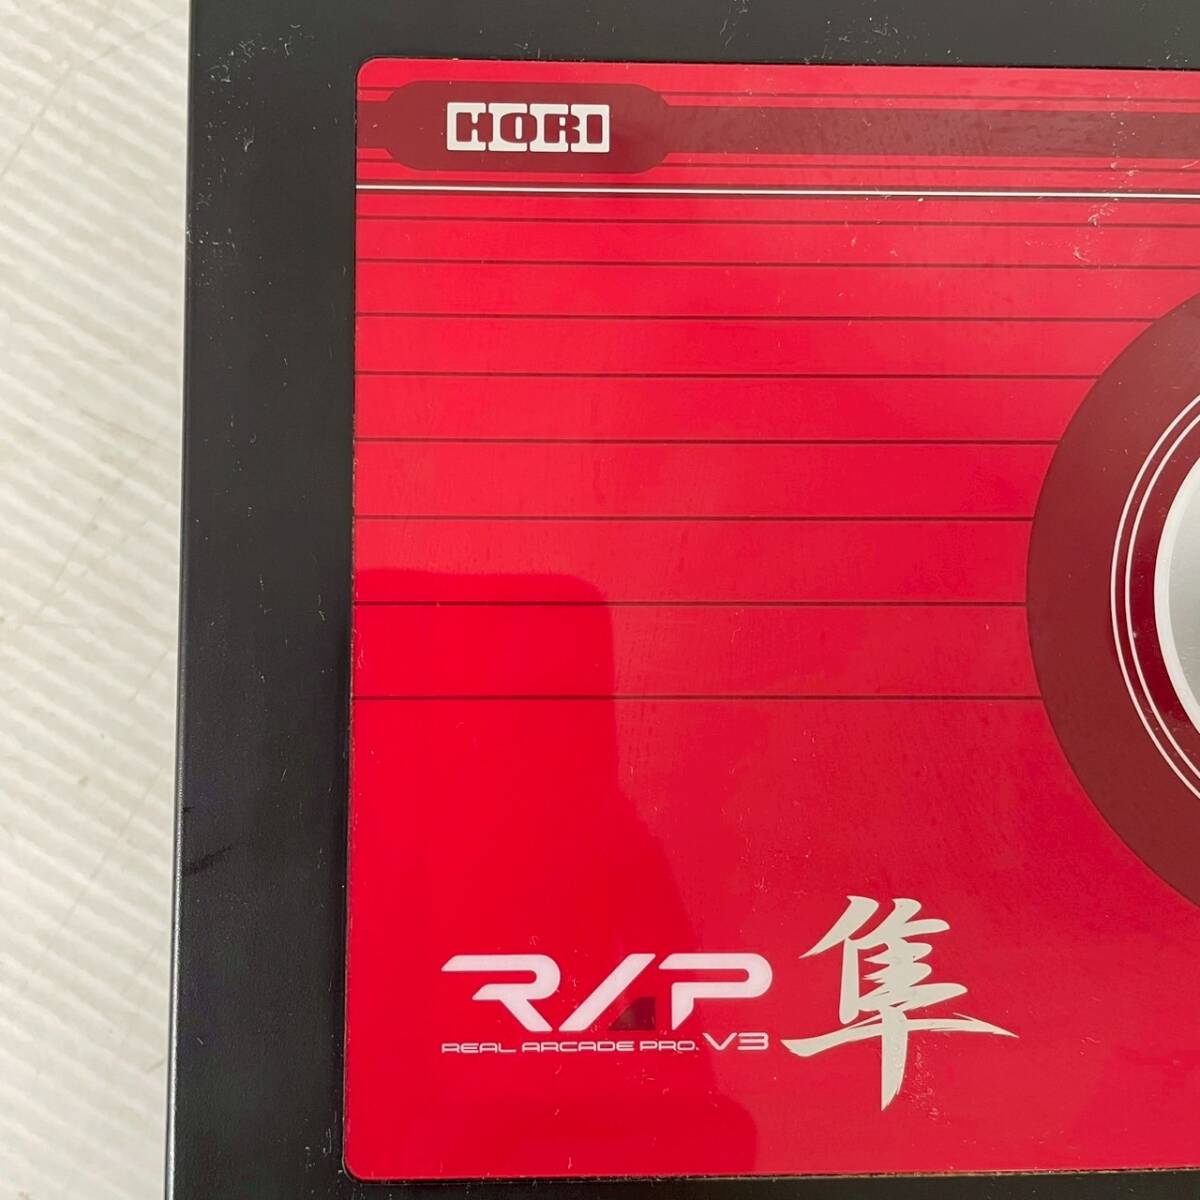 HORI
RAP 隼
REAL ARCADE PRO. V3